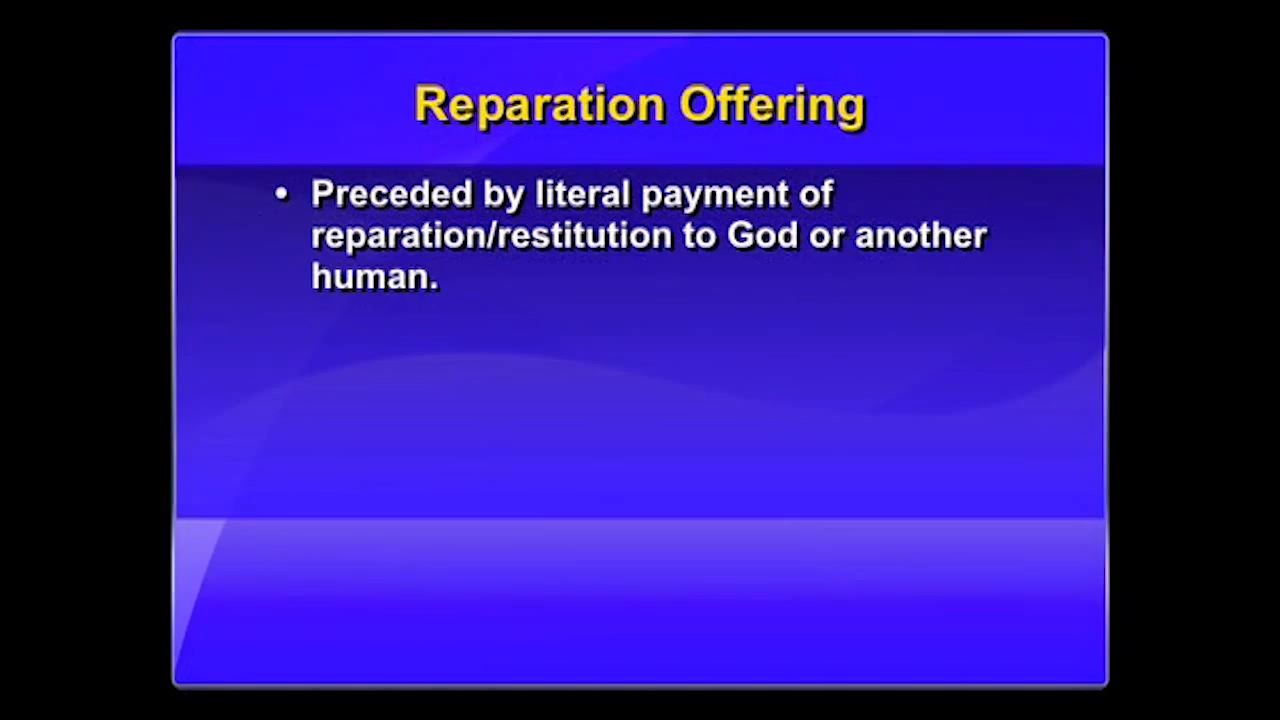 Reparation Offering
• Preceded by literal payment of
reparation/restitution to God or another
human.